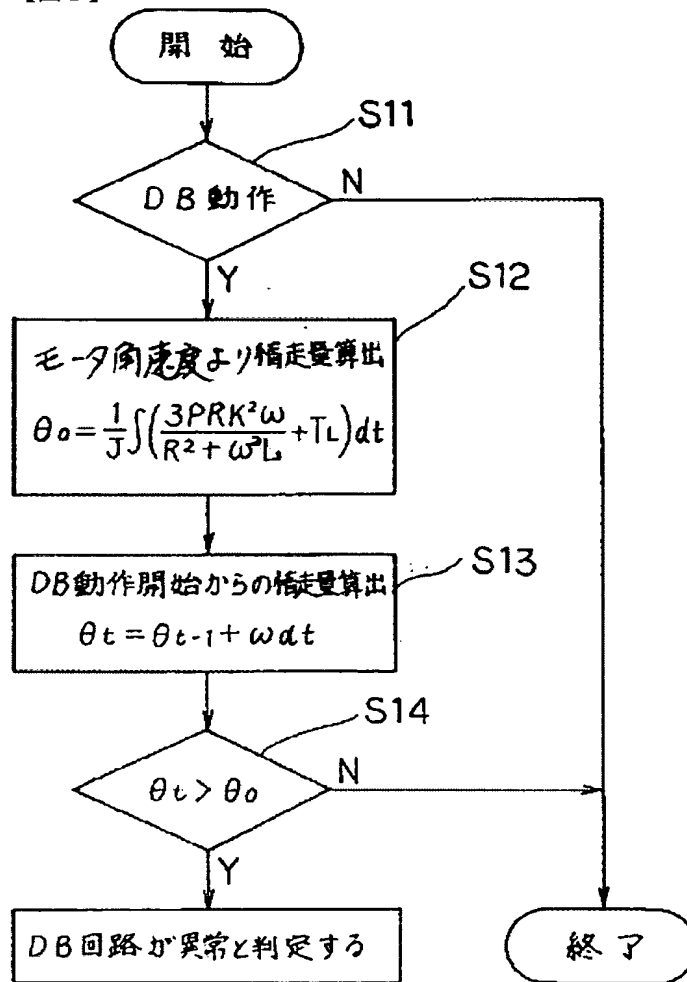 開始
S11
DB動作
N
Y
S12
モータ角速度より惰走量算出
θo=1/J∫(3PRK²ω/(R²+ω²L)+TL)dt
S13
DB動作開始からの惰走量算出
θt=θt-1+ωdt
S14
θt>θo
N
Y
DB回路が異常と判定する
終了